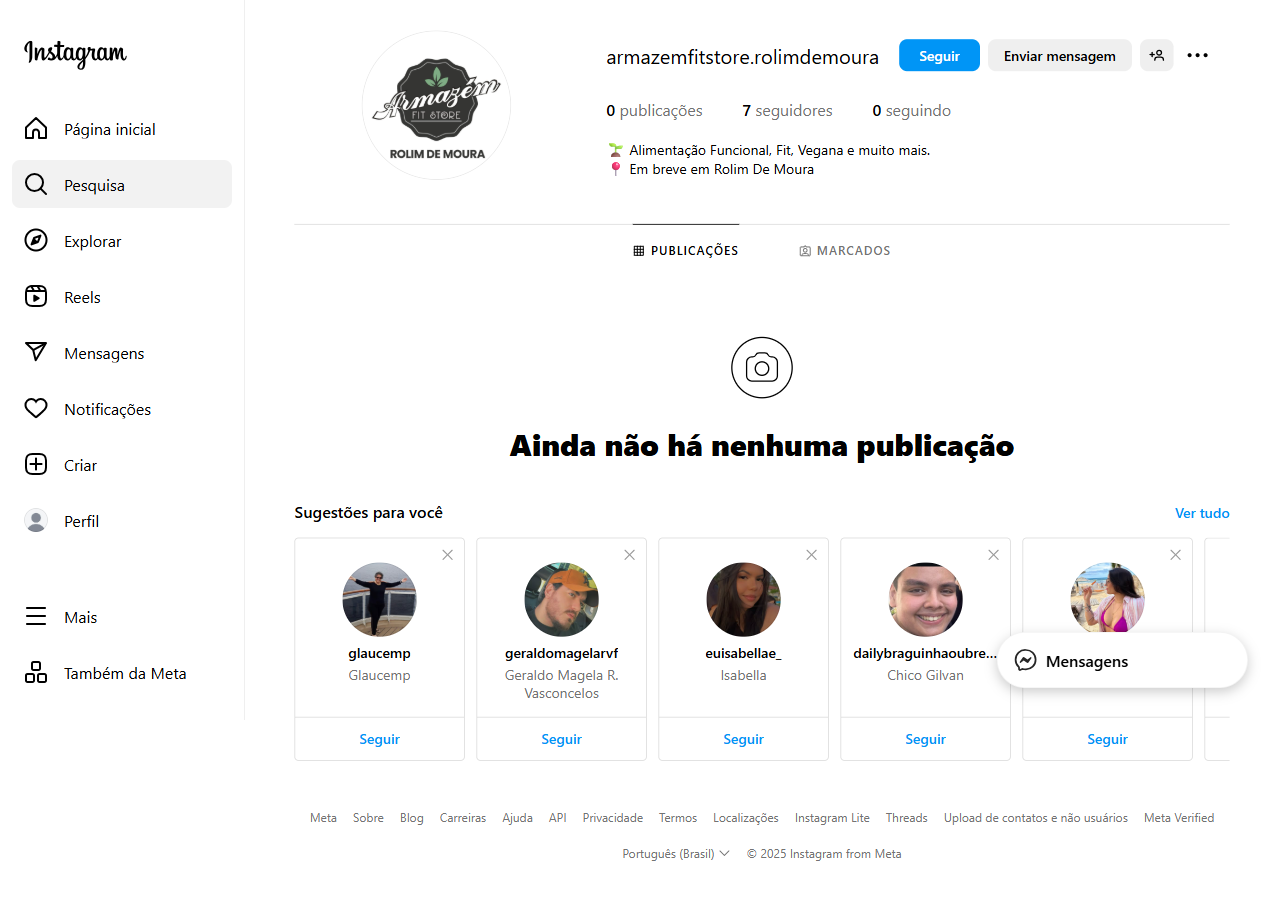 Instagram
Página inicial
Pesquisa
Explorar
Reels
Mensagens
Notificações
Criar
Perfil
Mais
Também da Meta
Armazém
FIT STORE
ROLIM DE MOURA
armazemfitstore.rolimdemoura Seguir Enviar mensagem
0 publicações 7 seguidores 0 seguindo
Alimentação Funcional, Fit, Vegana e muito mais.
Em breve em Rolim De Moura
PUBLICAÇÕES MARCADOS
Ainda não há nenhuma publicação
Sugestões para você Ver tudo
glaucemp
Glaucemp
Seguir
geraldomagelarvf
Geraldo Magela R.
Vasconcelos
Seguir
euisabellae_
Isabella
Seguir
dailybraguinhaoubre...
Chico Gilvan
Seguir
Seguir
Mensagens
Meta Sobre Blog Carreiras Ajuda API Privacidade Termos Localizações Instagram Lite Threads Upload de contatos e não usuários Meta Verified
Português (Brasil) © 2025 Instagram from Meta